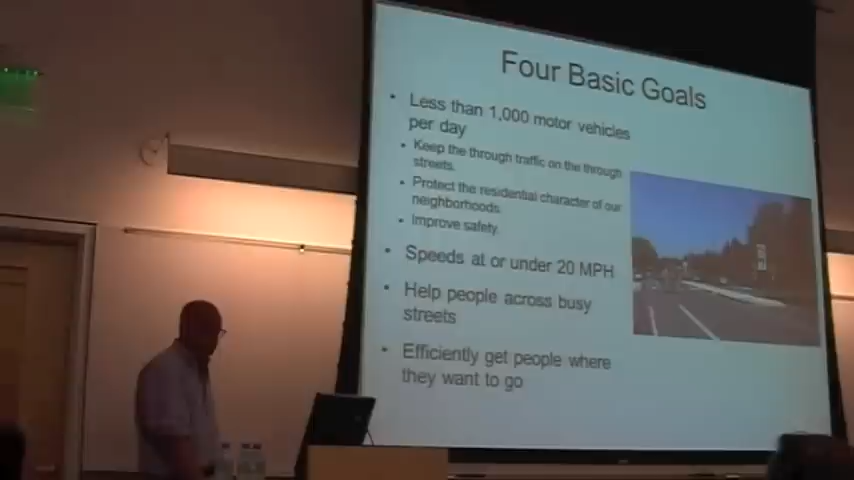 Four Basic Goals
• Less than 1,000 motor vehicles
per day
• Keep the through traffic on the through
streets.
• Protect the residential character of our
neighborhoods.
• Improve safety.
• Speeds at or under 20 MPH
• Help people across busy
streets
• Efficiently get people where
they want to go